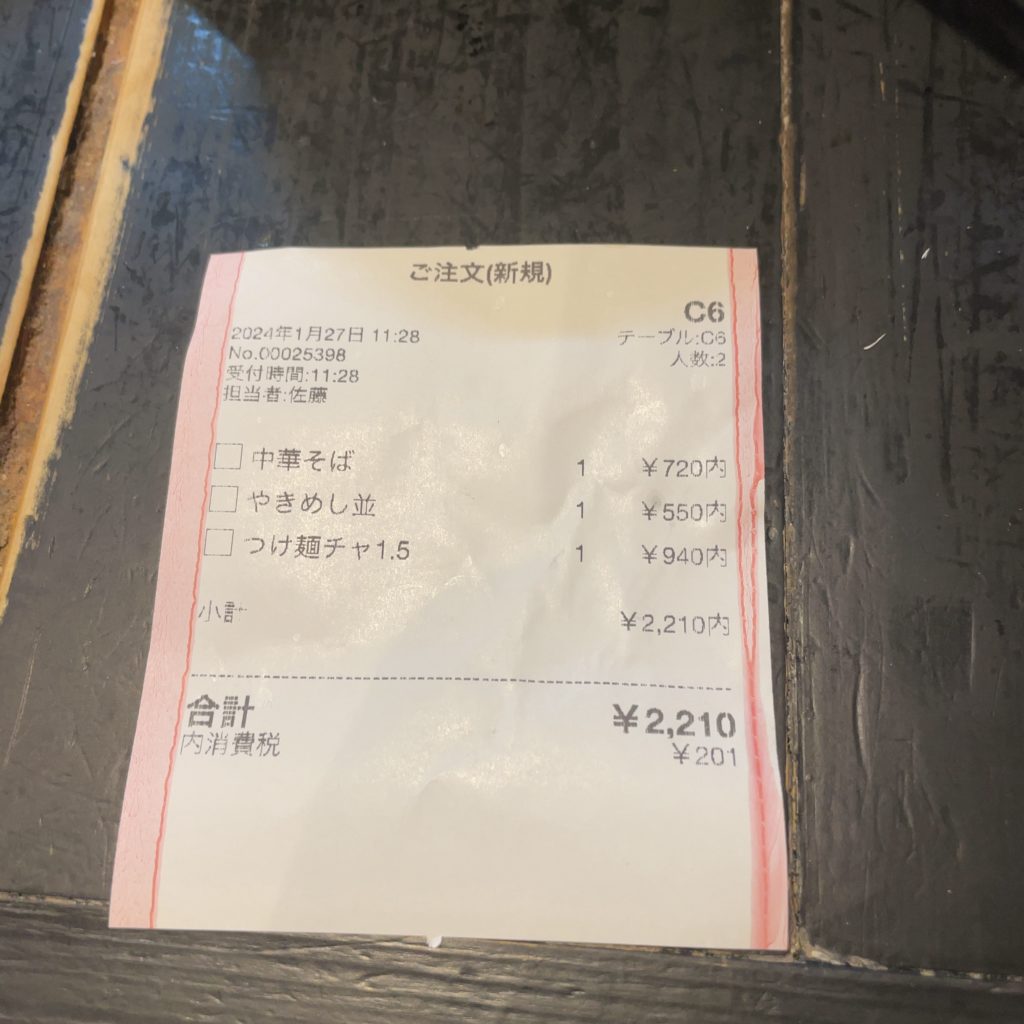 ご注文(新規)
C6
2024年1月27日 11:28
テーブル:C6
No.00025398
人数:2
受付時間:11:28
担当者:佐藤
中華そば 1 ¥720内
やきめし並 1 ¥550内
つけ麺チャ1.5 1 ¥940内
小計 ¥2,210内
合計 ¥2,210
内消費税 ¥201